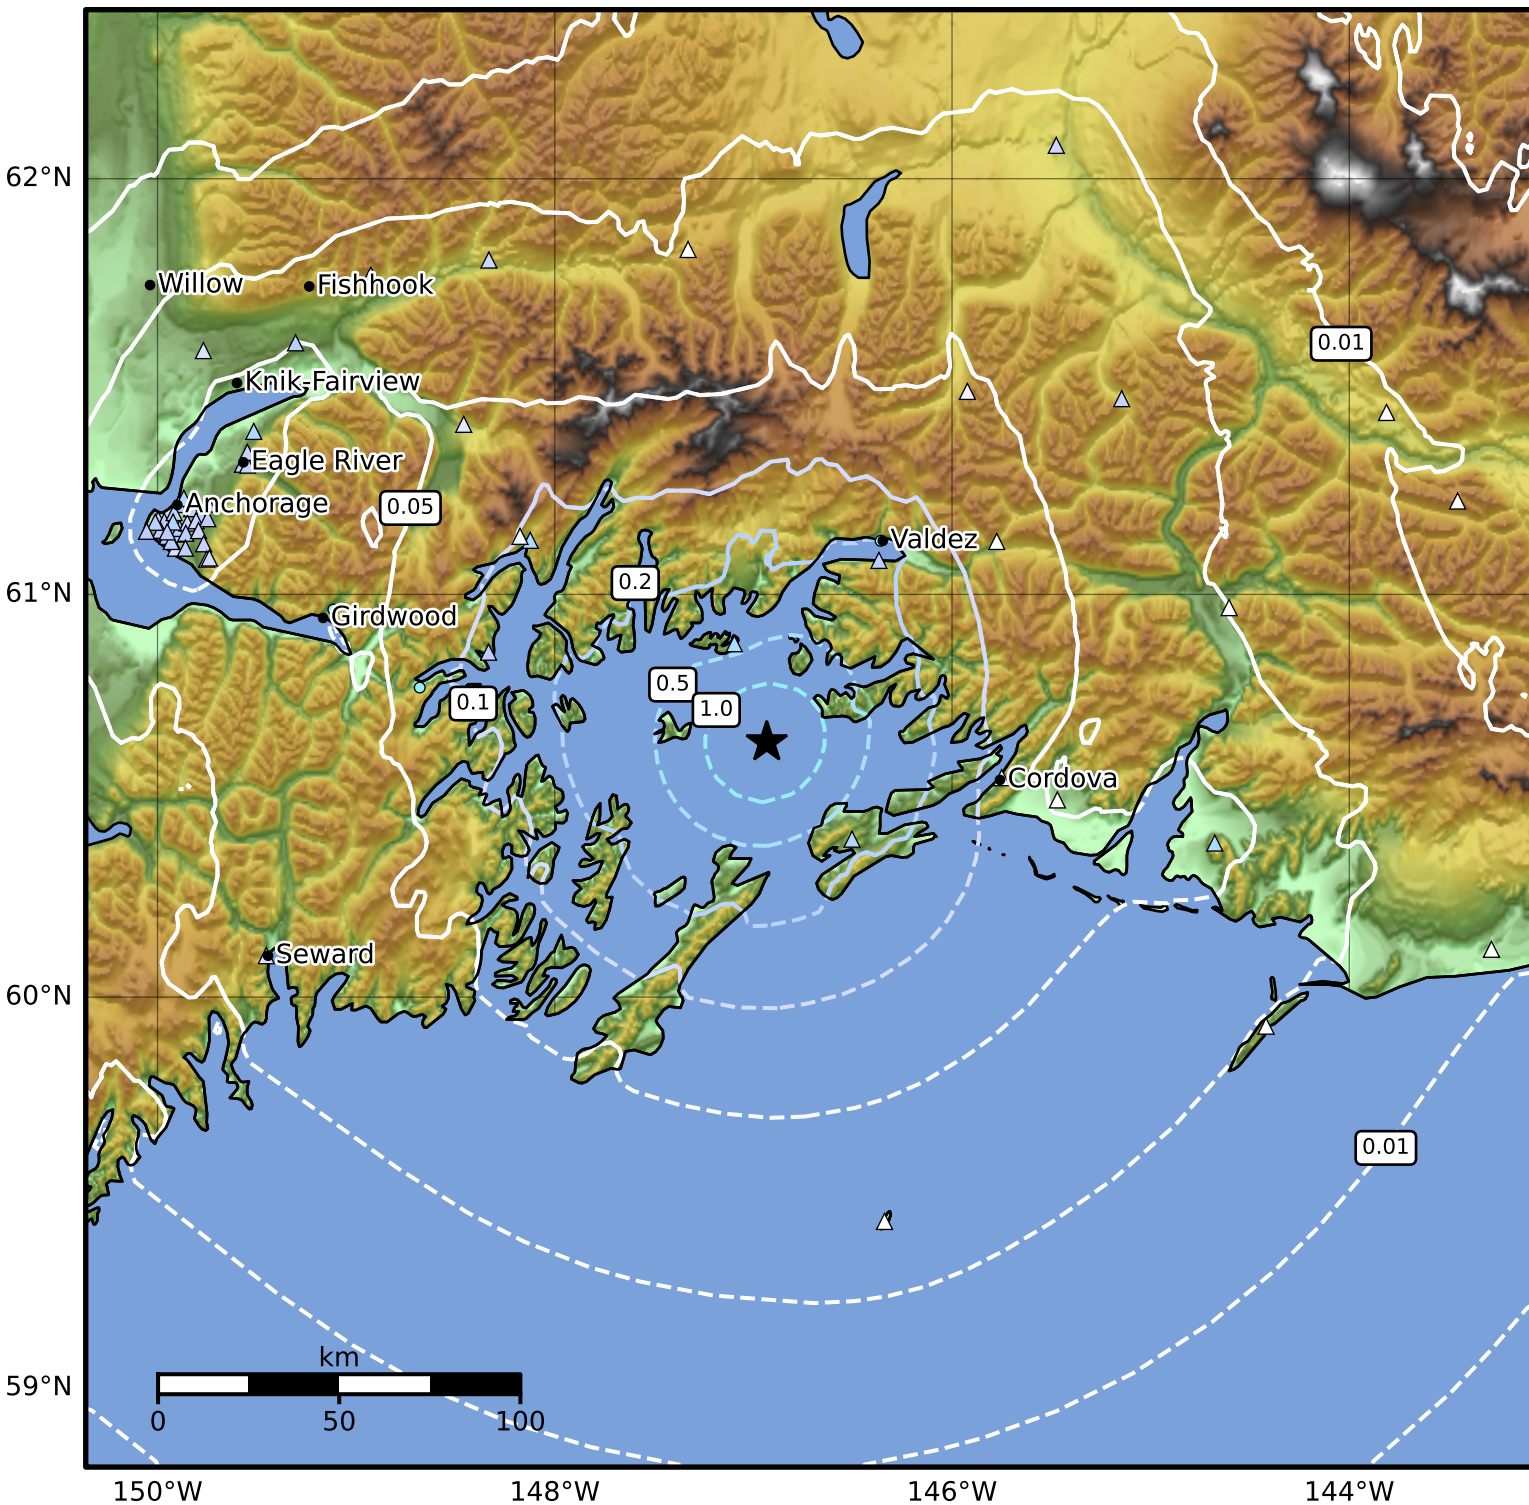 62°N
Willow
Fishhook
0.01
Knik-Fairview
Eagle River
Anchorage
0.05
Valdez
61°N
0.2
Girdwood
0.5
0.1
1.0
Cordova
Seward
60°N
0.01
km
59°N
0
50
100
150°W
148°W
146°W
144°W